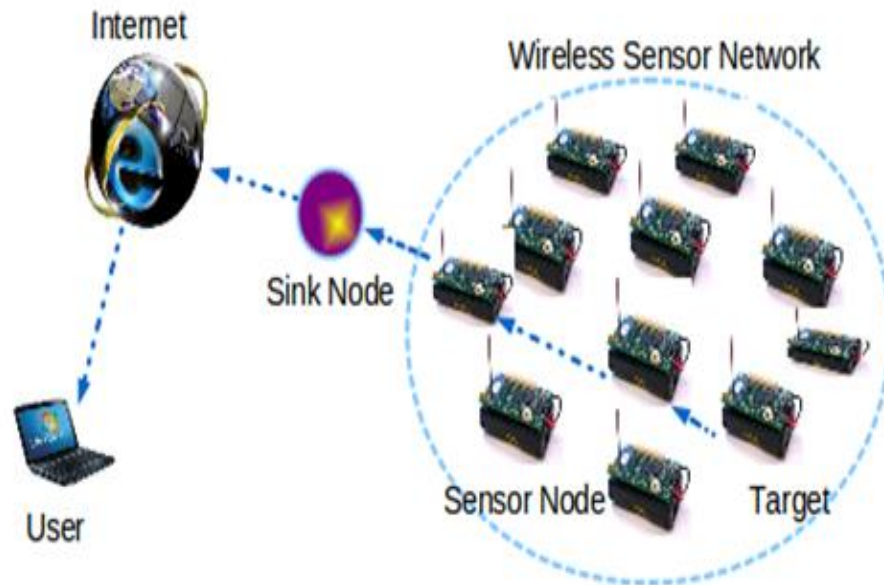 Internet
Wireless Sensor Network
Sink Node
Sensor Node
Target
User